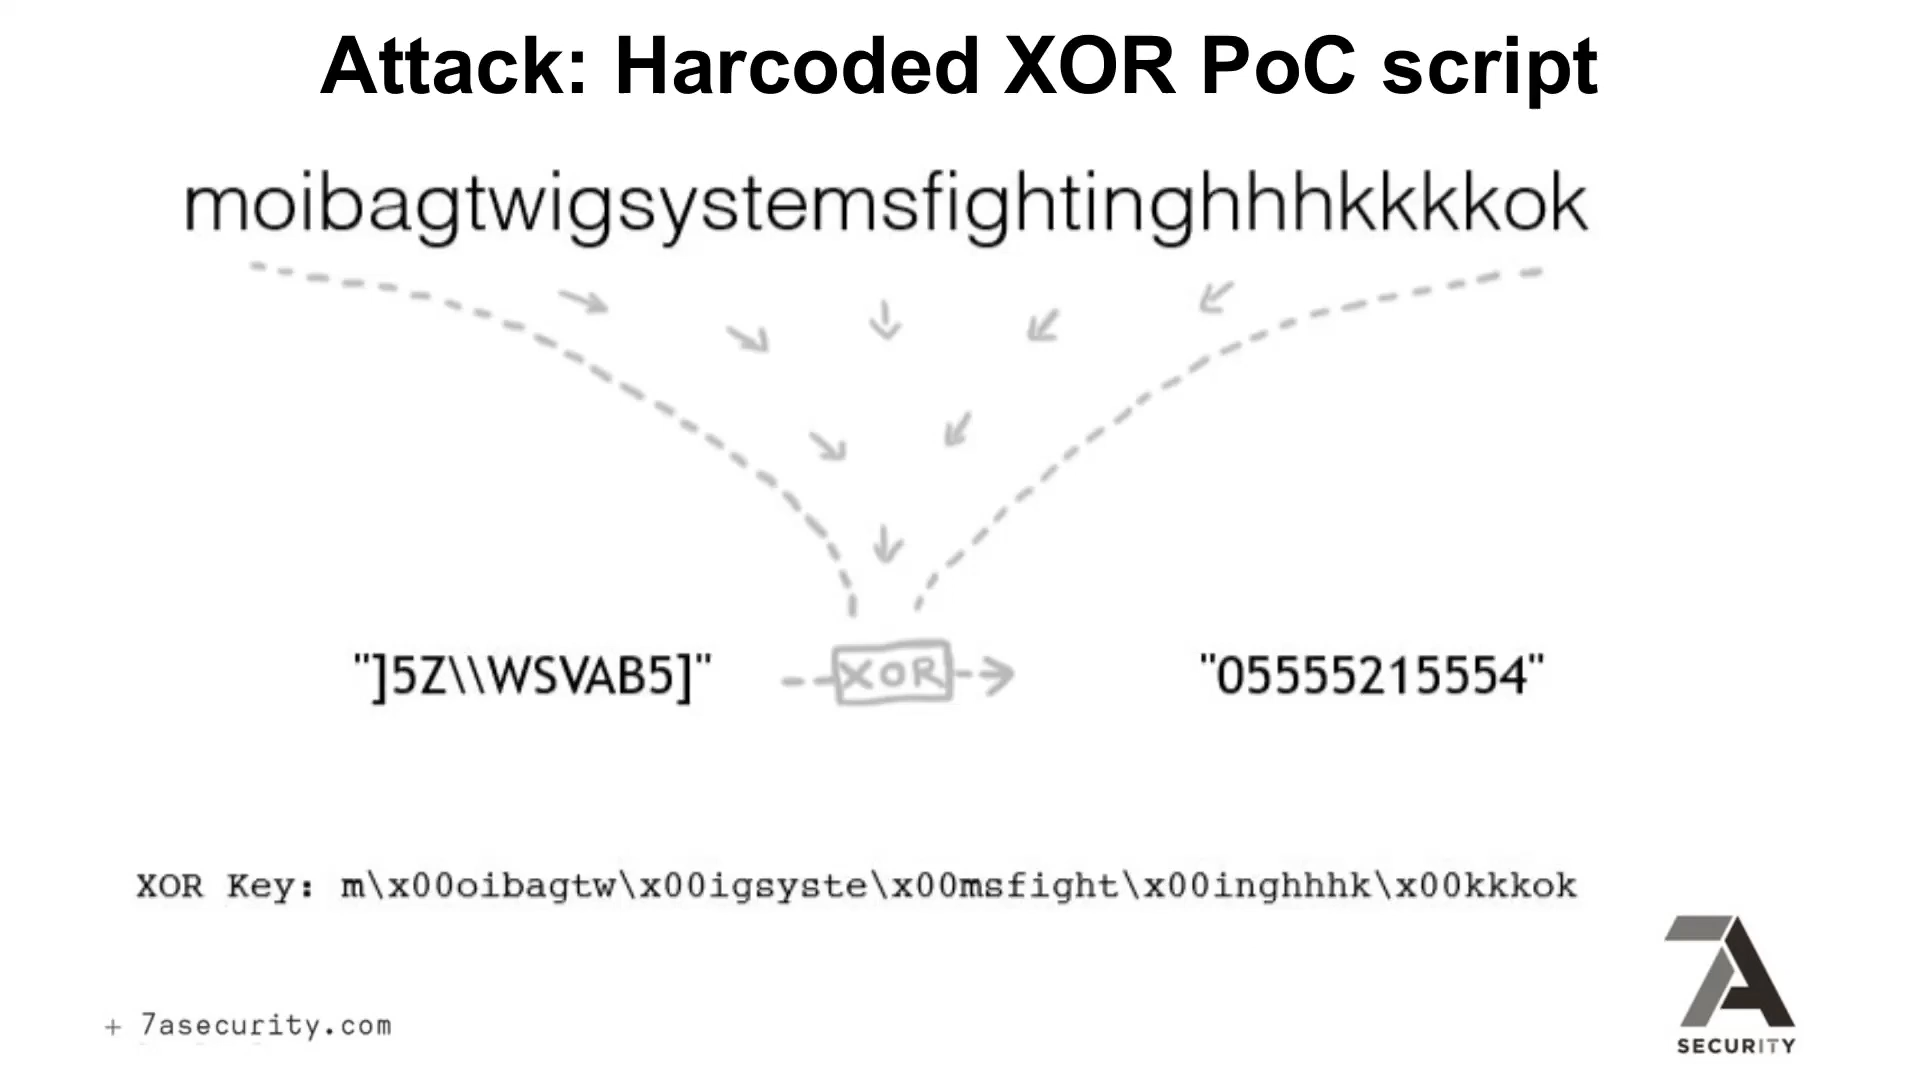 Attack: Harcoded XOR PoC script
moibagtwigsystemsfightinghhhkkkkok
"]5Z\\WSVAB5]"
XOR
"05555215554"
XOR Key: m\x00oibagtw\x00igsyste\x00msfight\x00inghhhk\x00kkkok
+ 7asecurity.com
7A
SECURITY